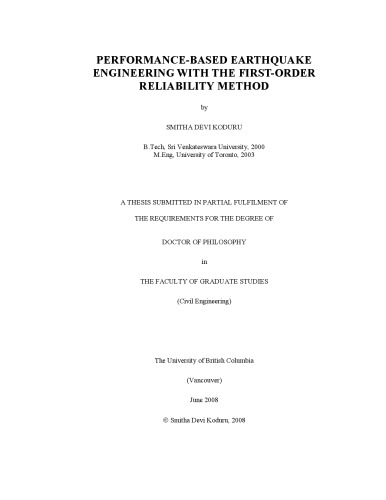 PERFORMANCE-BASED EARTHQUAKE
ENGINEERING WITH THE FIRST-ORDER
RELIABILITY METHOD
by
SMITHA DEVI KODURU
B.Tech, Sri Venkateswara University, 2000
M.Eng, University of Toronto, 2003
A THESIS SUBMITTED IN PARTIAL FULFILMENT OF
THE REQUIREMENTS FOR THE DEGREE OF
DOCTOR OF PHILOSOPHY
in
THE FACULTY OF GRADUATE STUDIES
(Civil Engineering)
The University of British Columbia
(Vancouver)
June 2008
© Smitha Devi Koduru, 2008